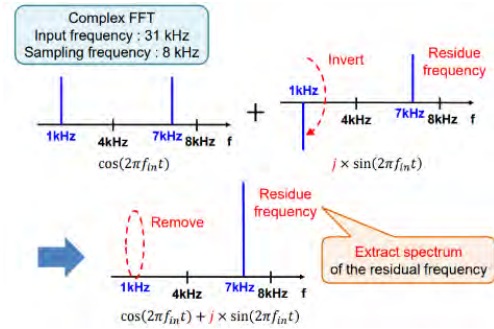 Complex FFT
Input frequency : 31 kHz
Sampling frequency : 8 kHz
1kHz
4kHz
7kHz
8kHz
f
cos(2πf_in t)
+
Invert
Residue
frequency
1kHz
4kHz
7kHz
8kHz
f
j × sin(2πf_in t)
Remove
Residue
frequency
1kHz
4kHz
7kHz
8kHz
f
cos(2πf_in t) + j × sin(2πf_in t)
Extract spectrum
of the residual frequency